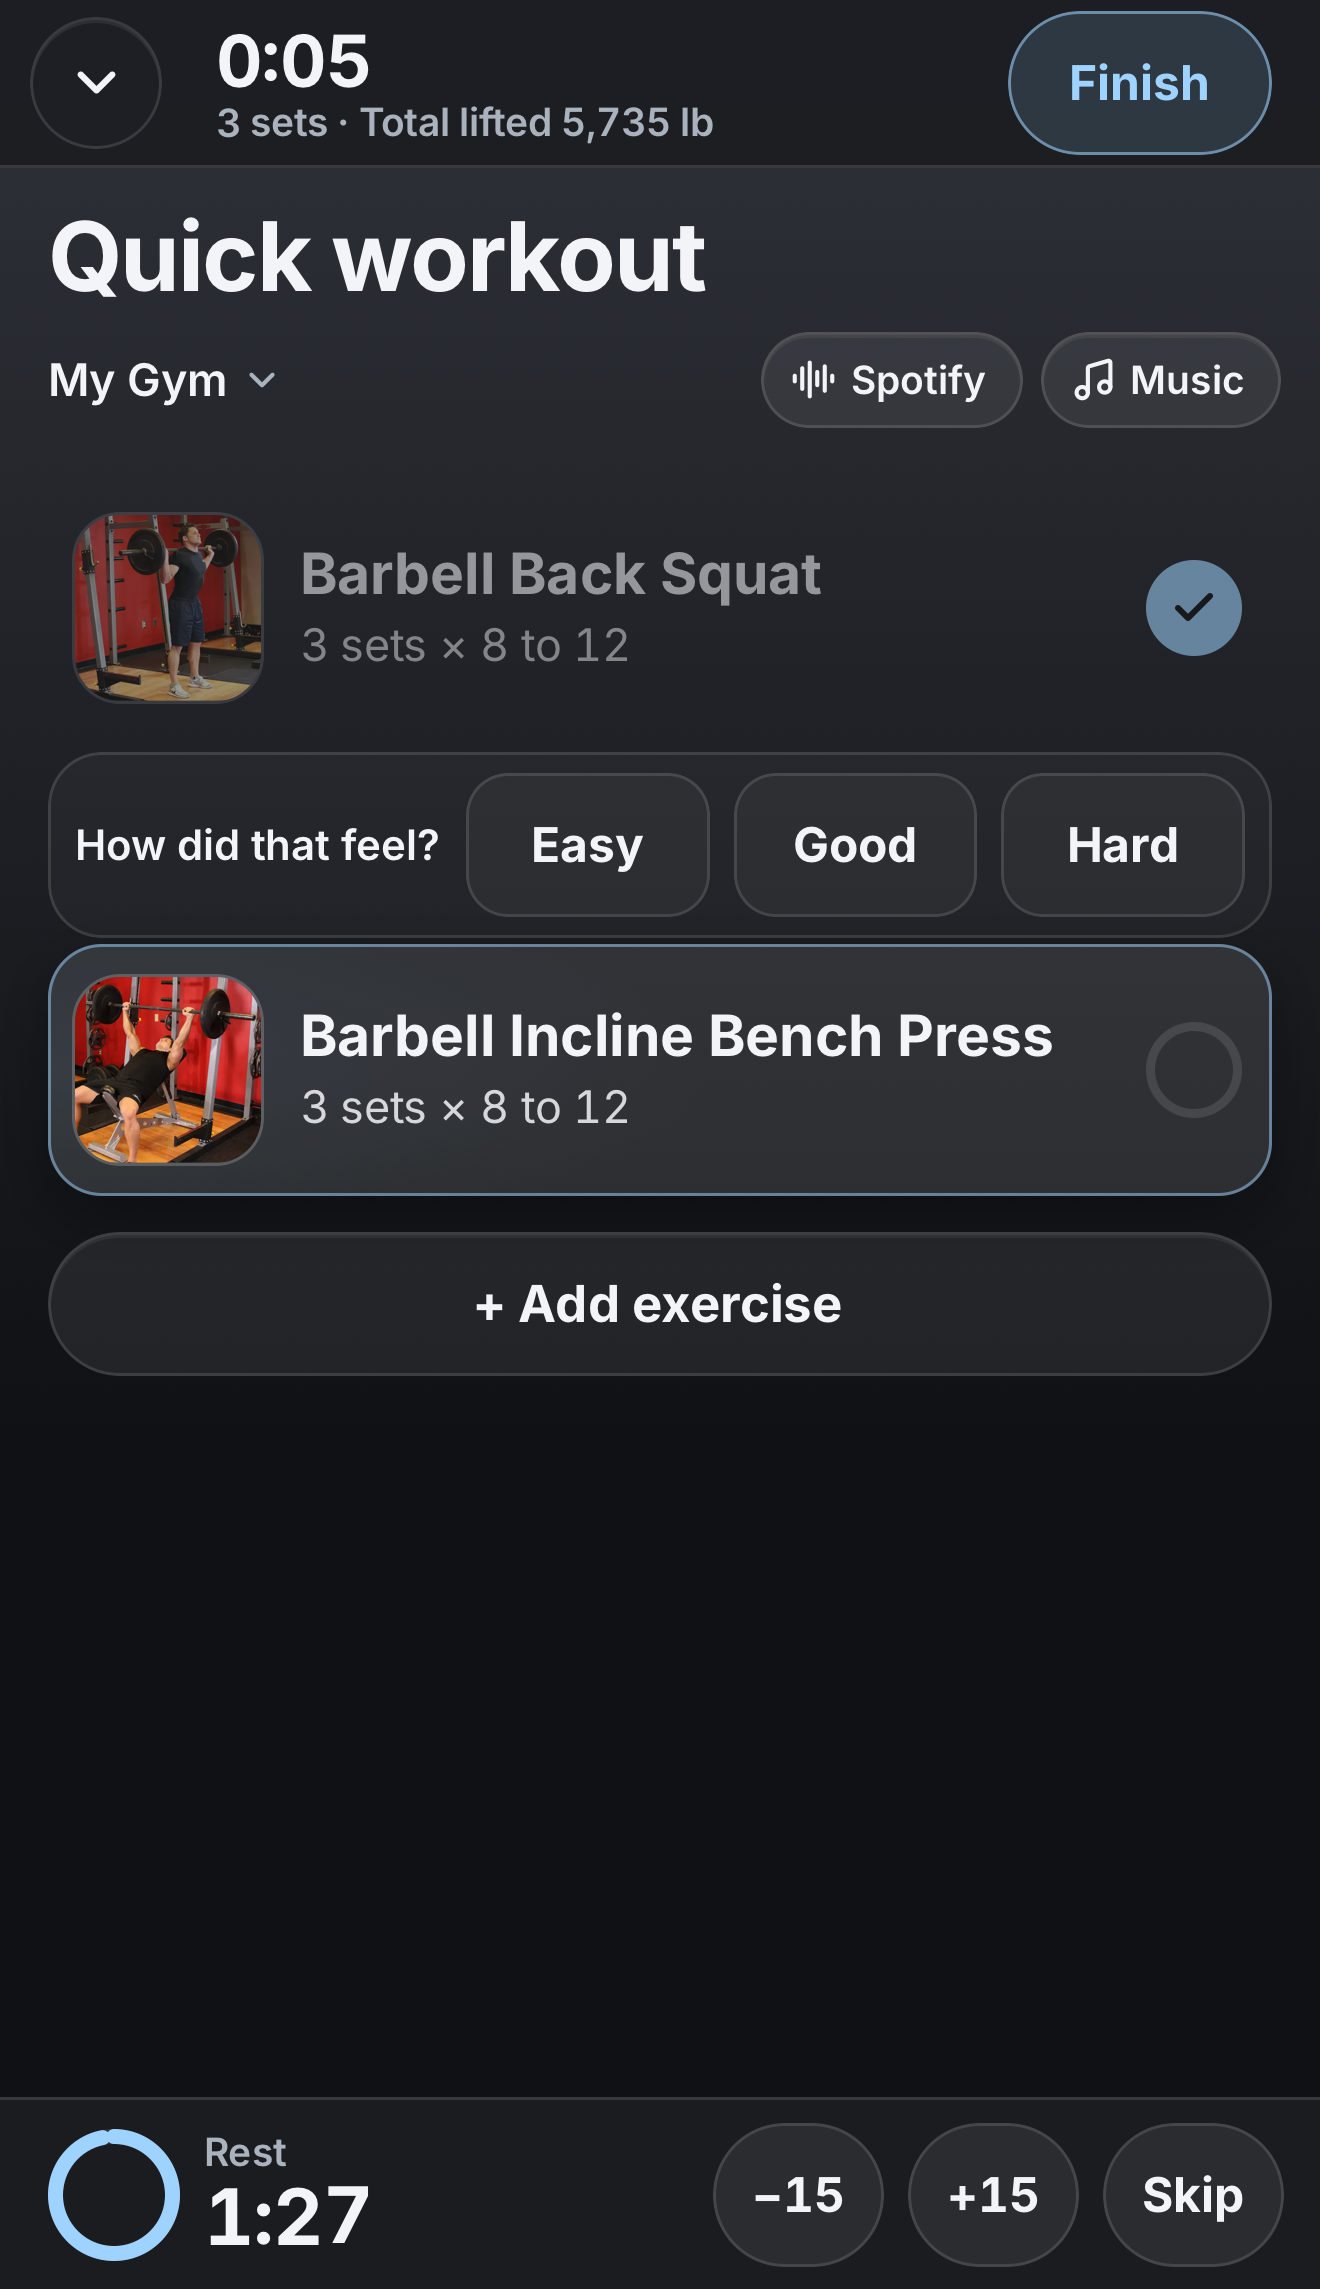 0:05
3 sets · Total lifted 5,735 lb
Finish
Quick workout
My Gym
Spotify
Music
Barbell Back Squat
3 sets × 8 to 12
How did that feel?
Easy
Good
Hard
Barbell Incline Bench Press
3 sets × 8 to 12
+ Add exercise
Rest
1:27
−15
+15
Skip